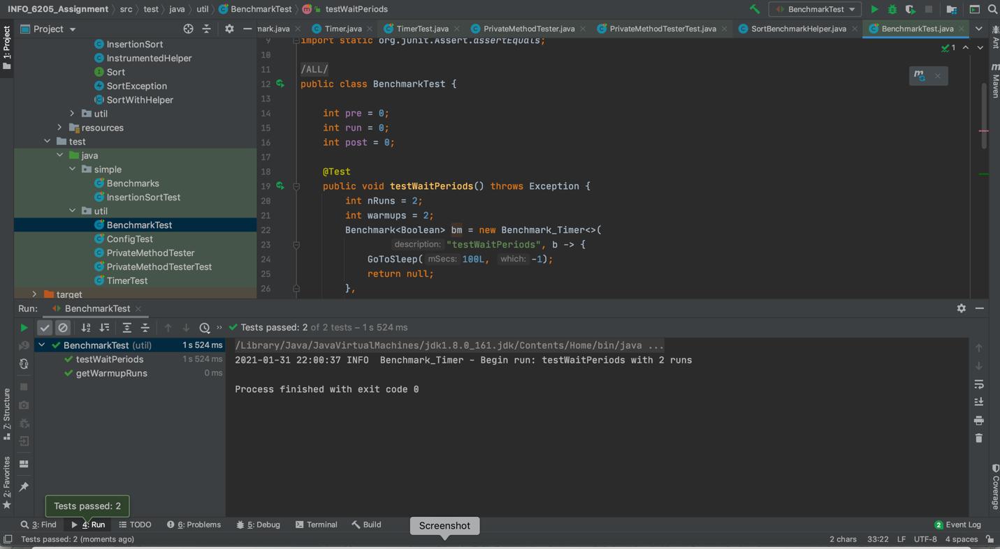 INFO_6205_Assignment src test java util BenchmarkTest testWaitPeriods
BenchmarkTest
Project
mark.java Timer.java TimerTest.java PrivateMethodTester.java PrivateMethodTesterTest.java SortBenchmarkHelper.java BenchmarkTest.java
1: Project
InsertionSort
InstrumentedHelper
Sort
SortException
SortWithHelper
util
resources
test
java
simple
Benchmarks
InsertionSortTest
util
BenchmarkTest
ConfigTest
PrivateMethodTester
PrivateMethodTesterTest
TimerTest
target
9 import static org.junit.Assert.assertEquals;
10
11 /ALL/
12 public class BenchmarkTest {
13
14 int pre = 0;
15 int run = 0;
16 int post = 0;
17
18 @Test
19 public void testWaitPeriods() throws Exception {
20 int nRuns = 2;
21 int warmups = 2;
22 Benchmark<Boolean> bm = new Benchmark_Timer<>(
23 description: "testWaitPeriods", b -> {
24 GoToSleep( mSecs: 100L, which: -1);
25 return null;
26 },
1
Ant
Maven
Coverage
Run: BenchmarkTest
Tests passed: 2 of 2 tests – 1 s 524 ms
BenchmarkTest (util) 1 s 524 ms
testWaitPeriods 1 s 524 ms
getWarmupRuns 0 ms
/Library/Java/JavaVirtualMachines/jdk1.8.0_161.jdk/Contents/Home/bin/java ...
2021-01-31 22:00:37 INFO  Benchmark_Timer - Begin run: testWaitPeriods with 2 runs
Process finished with exit code 0
Z: Structure
2: Favorites
Tests passed: 2
3: Find 4: Run TODO 6: Problems 5: Debug Terminal Build
Screenshot
2 Event Log
Tests passed: 2 (moments ago)
2 chars 33:22 LF UTF-8 4 spaces